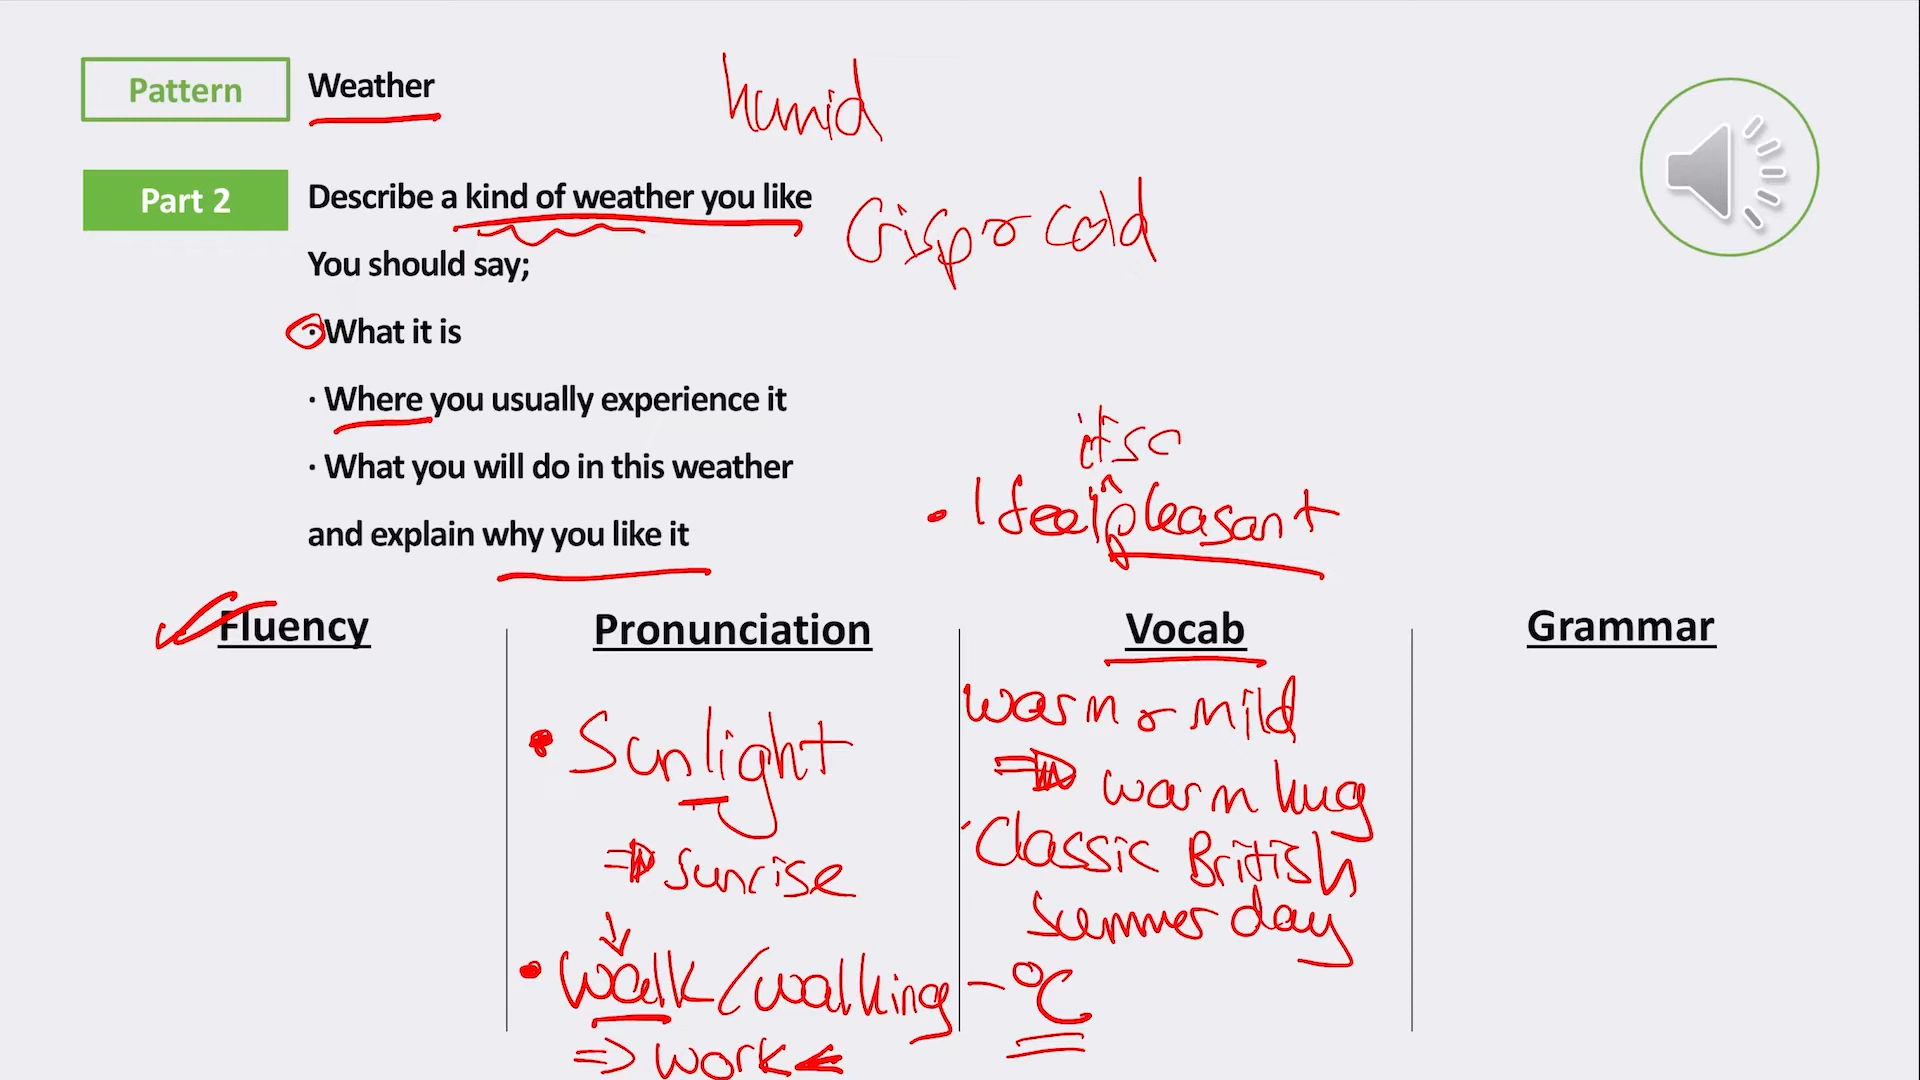 Pattern Weather
humid
Part 2 Describe a kind of weather you like
crisp or cold
You should say;
· What it is
· Where you usually experience it
· What you will do in this weather
and explain why you like it
it's
• I feel pleasant
Fluency Pronunciation Vocab Grammar
• Sunlight
⇒ sunrise
• walk/walking
⇒ work
warm or mild
⇒ warm hug
· Classic British
summer day
- °C